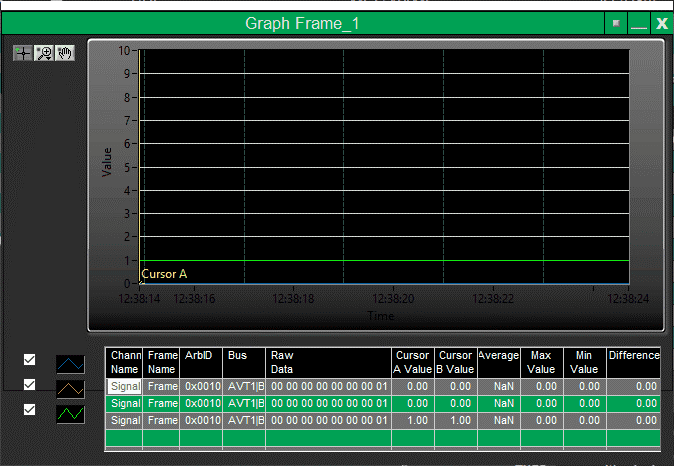 Graph Frame_1
10
9
8
7
6
5
4
3
2
1
0
Value
Cursor A
12:38:14 12:38:16 12:38:18 12:38:20 12:38:22 12:38:24
Time
Chann Frame ArbID Bus Raw Cursor Cursor Average Max Min Difference
Name Name Data A Value B Value Value Value
Signal Frame 0x0010 AVT1|B 00 00 00 00 00 00 00 01 0.00 0.00 NaN 0.00 0.00 0.00
Signal Frame 0x0010 AVT1|B 00 00 00 00 00 00 00 01 0.00 0.00 NaN 0.00 0.00 0.00
Signal Frame 0x0010 AVT1|B 00 00 00 00 00 00 00 01 1.00 1.00 NaN 0.00 0.00 0.00